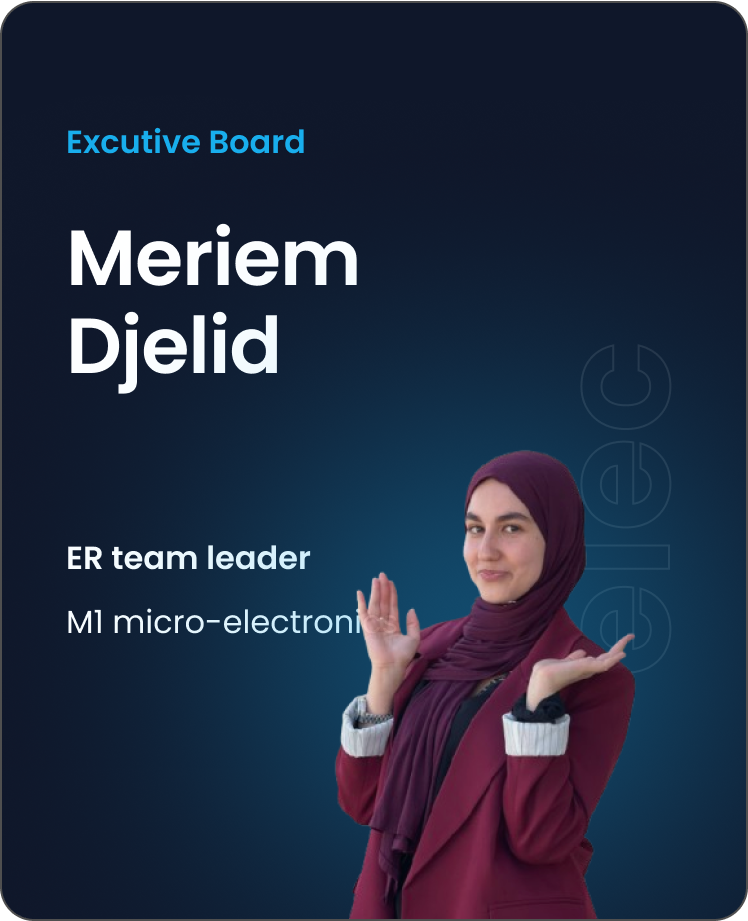 Excutive Board
Meriem
Djelid
elec
ER team leader
M1 micro-electroni